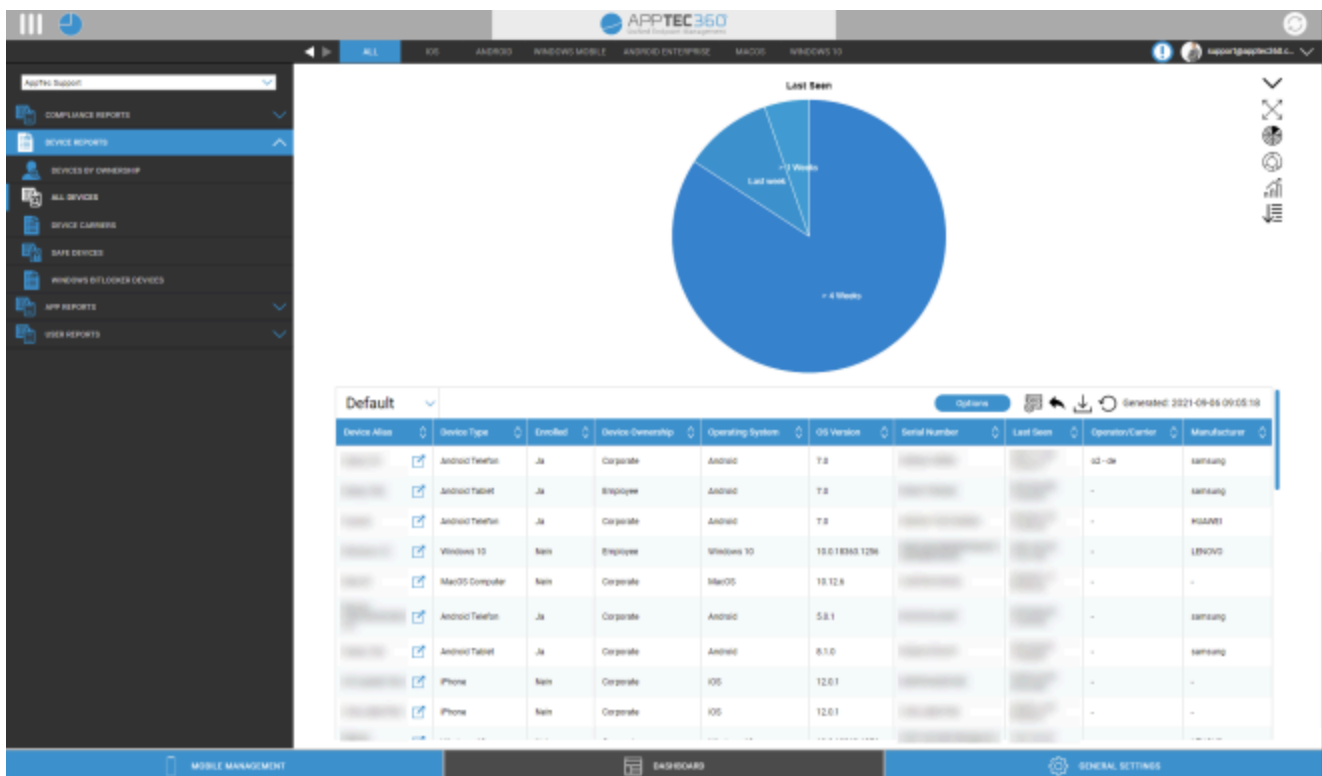 APPTEC360
Unified Endpoint Management
ALL
IOS
ANDROID
WINDOWS MOBILE
ANDROID ENTERPRISE
MACOS
WINDOWS 10
support@apptec360.c...
AppTec Support
COMPLIANCE REPORTS
DEVICE REPORTS
DEVICES BY OWNERSHIP
ALL DEVICES
DEVICE CARRIERS
SAFE DEVICES
WINDOWS BITLOCKER DEVICES
APP REPORTS
USER REPORTS
Last Seen
Weeks
Last week
> 4 Weeks
Default
Options
Generated: 2021-09-06 09:05:18
Device Alias Device Type Enrolled Device Ownership Operating System OS Version Serial Number Last Seen Operator/Carrier Manufacturer
Android Telefon Ja Corporate Android 7.0 o2 - de samsung
Android Tablet Ja Employee Android 7.0 - samsung
Android Telefon Ja Corporate Android 7.0 - HUAWEI
Windows 10 Nein Employee Windows 10 10.0.18363.1256 - LENOVO
MacOS Computer Nein Corporate MacOS 10.12.6 - -
Android Telefon Ja Corporate Android 5.0.1 - samsung
Android Tablet Ja Corporate Android 8.1.0 - samsung
iPhone Nein Corporate iOS 12.0.1 - -
iPhone Nein Corporate iOS 12.0.1 - -
MOBILE MANAGEMENT
DASHBOARD
GENERAL SETTINGS